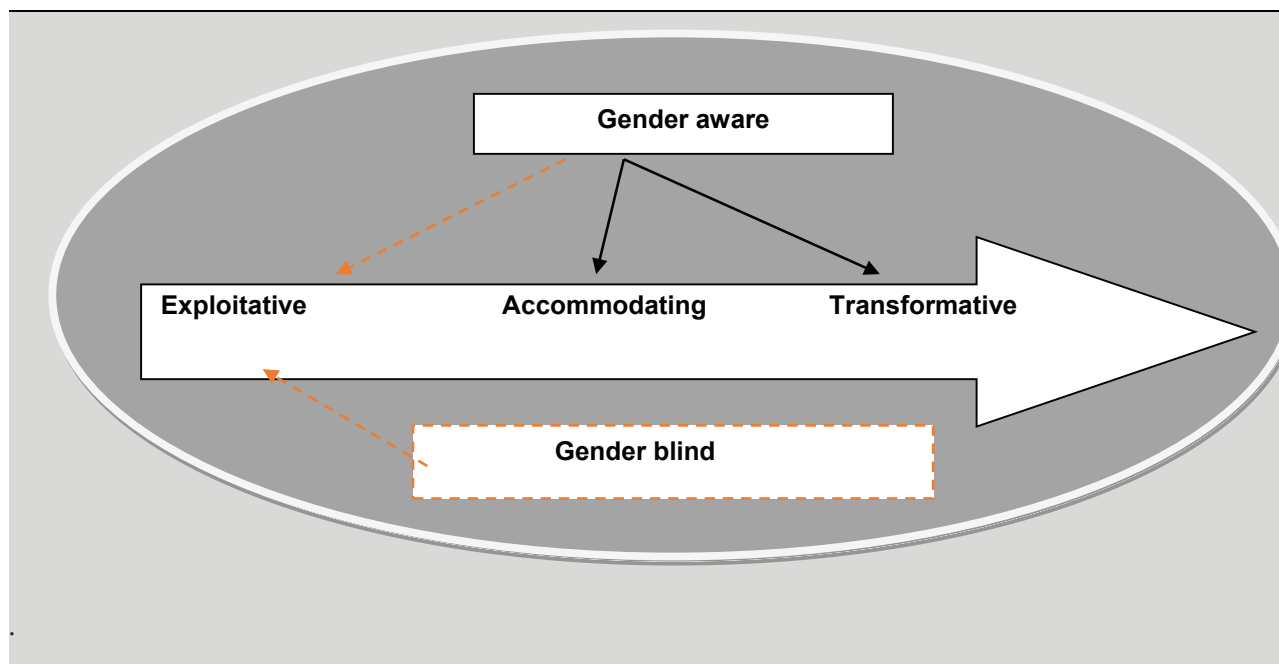 Gender aware
Exploitative Accommodating Transformative
Gender blind
.